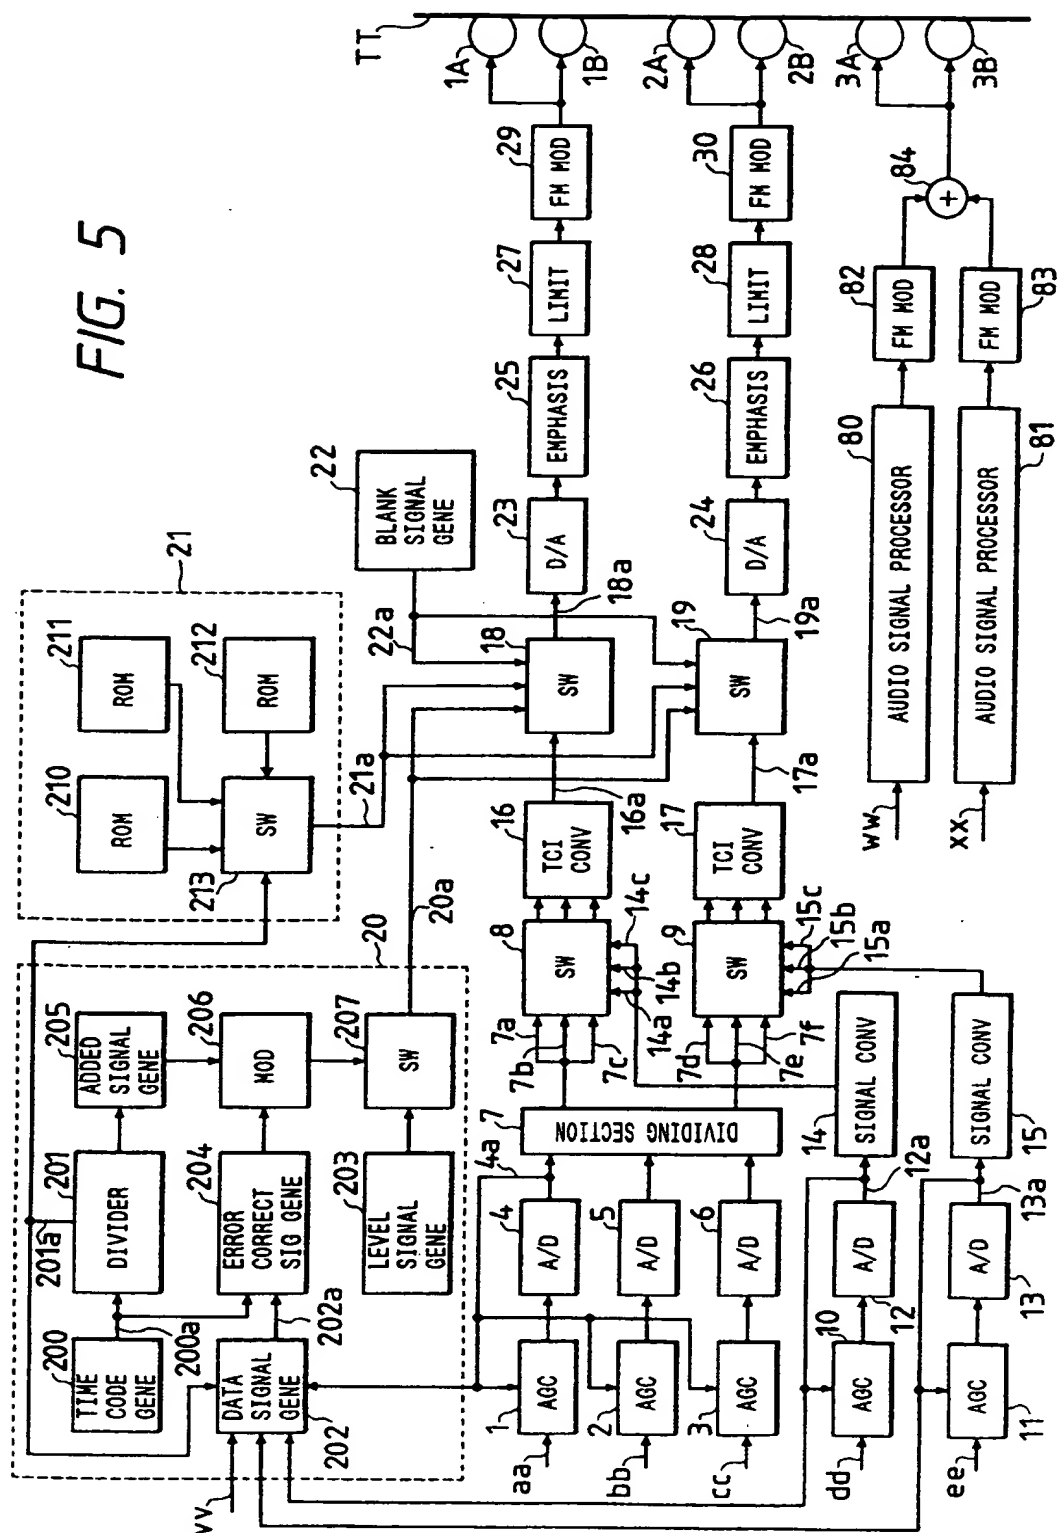 FIG. 5
TT
1A
1B
2A
2B
3A
3B
20
200
TIME
CODE
GENE
200a
201
DIVIDER
201a
205
ADDED
SIGNAL
GENE
202
DATA
SIGNAL
GENE
202a
204
ERROR
CORRECT
SIG GENE
206
MOD
203
LEVEL
SIGNAL
GENE
207
SW
20a
21
210
ROM
211
ROM
212
ROM
213
SW
21a
22
BLANK
SIGNAL
GENE
22a
vv
aa
1
AGC
4
A/D
4a
bb
2
AGC
5
A/D
cc
3
AGC
6
A/D
7
DIVIDING SECTION
7a
7b
7c
7d
7e
7f
8
SW
14a
14b
14c
9
SW
15a
15b
15c
16
TCI
CONV
16a
17
TCI
CONV
17a
18
SW
18a
19
SW
19a
23
D/A
25
EMPHASIS
27
LIMIT
29
FM MOD
24
D/A
26
EMPHASIS
28
LIMIT
30
FM MOD
dd
10
AGC
12
A/D
12a
14
SIGNAL CONV
ee
11
AGC
13
A/D
13a
15
SIGNAL CONV
ww
80
AUDIO SIGNAL PROCESSOR
82
FM MOD
84
+
xx
81
AUDIO SIGNAL PROCESSOR
83
FM MOD